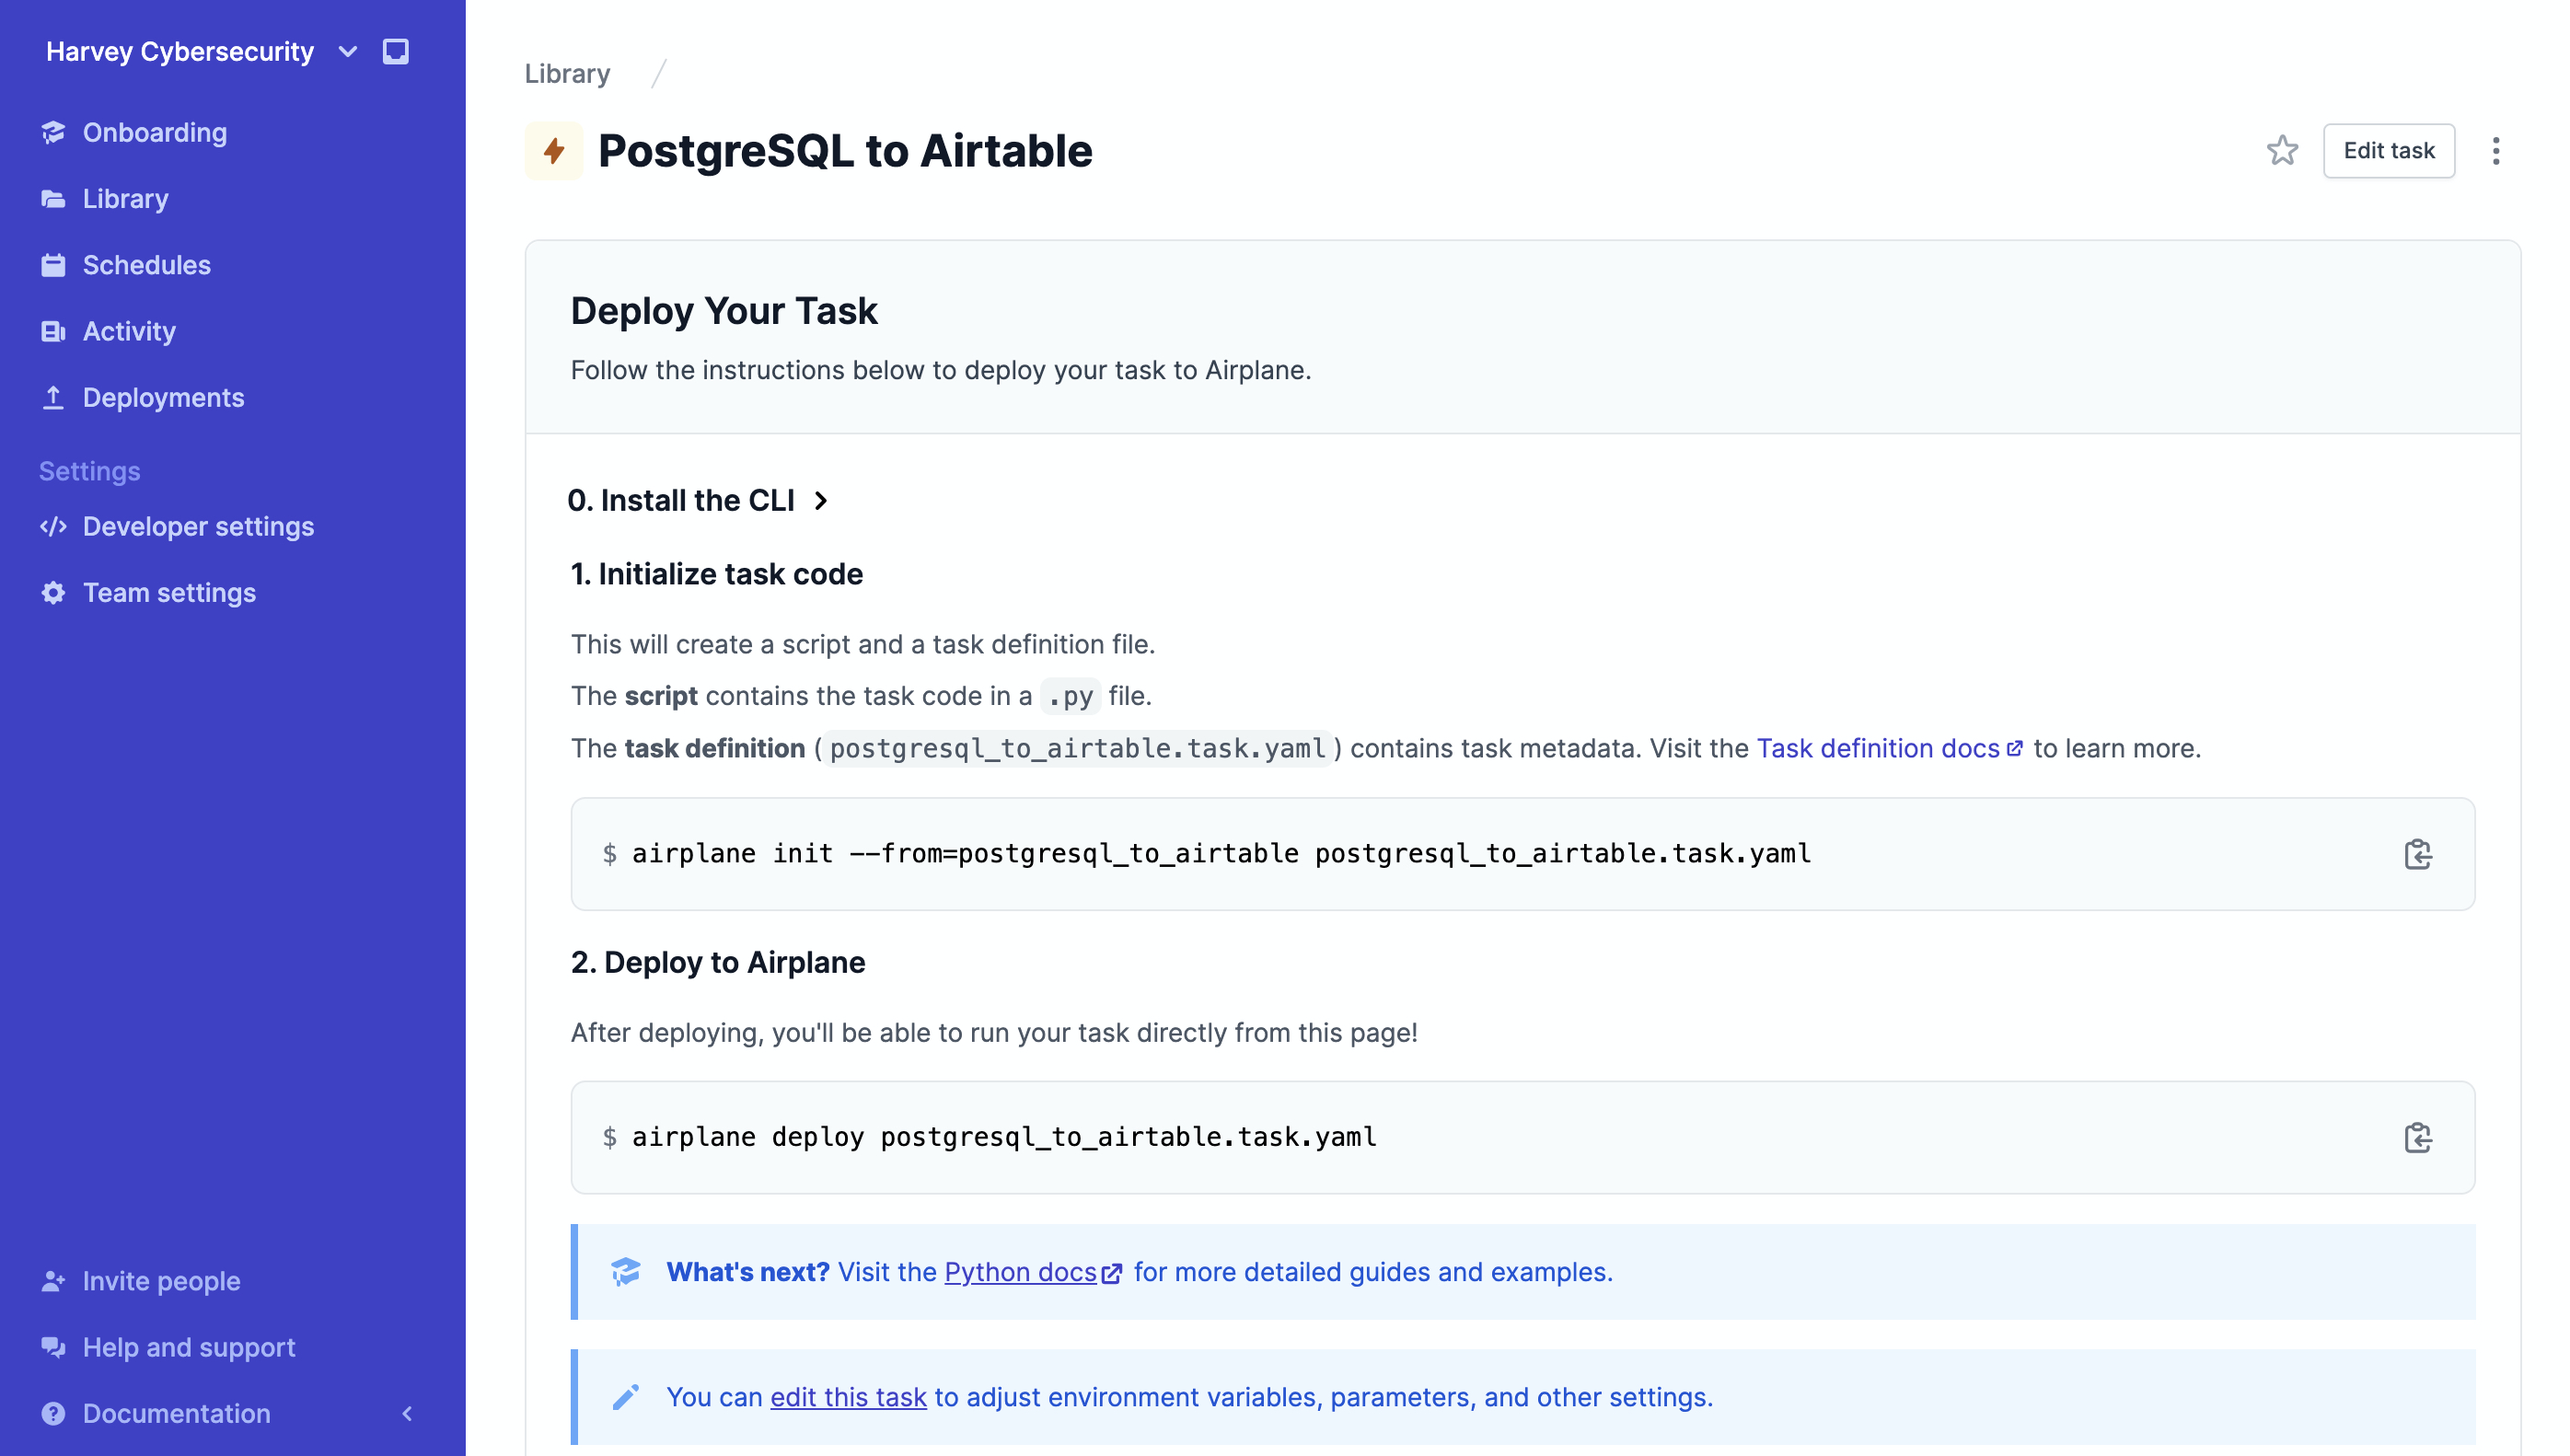 Harvey Cybersecurity
Onboarding
Library
Schedules
Activity
Deployments
Settings
Developer settings
Team settings
Invite people
Help and support
Documentation
Library /
PostgreSQL to Airtable
Edit task
Deploy Your Task
Follow the instructions below to deploy your task to Airplane.
0. Install the CLI
1. Initialize task code
This will create a script and a task definition file.
The script contains the task code in a .py file.
The task definition (postgresql_to_airtable.task.yaml) contains task metadata. Visit the Task definition docs to learn more.
$ airplane init --from=postgresql_to_airtable postgresql_to_airtable.task.yaml
2. Deploy to Airplane
After deploying, you'll be able to run your task directly from this page!
$ airplane deploy postgresql_to_airtable.task.yaml
What's next? Visit the Python docs for more detailed guides and examples.
You can edit this task to adjust environment variables, parameters, and other settings.